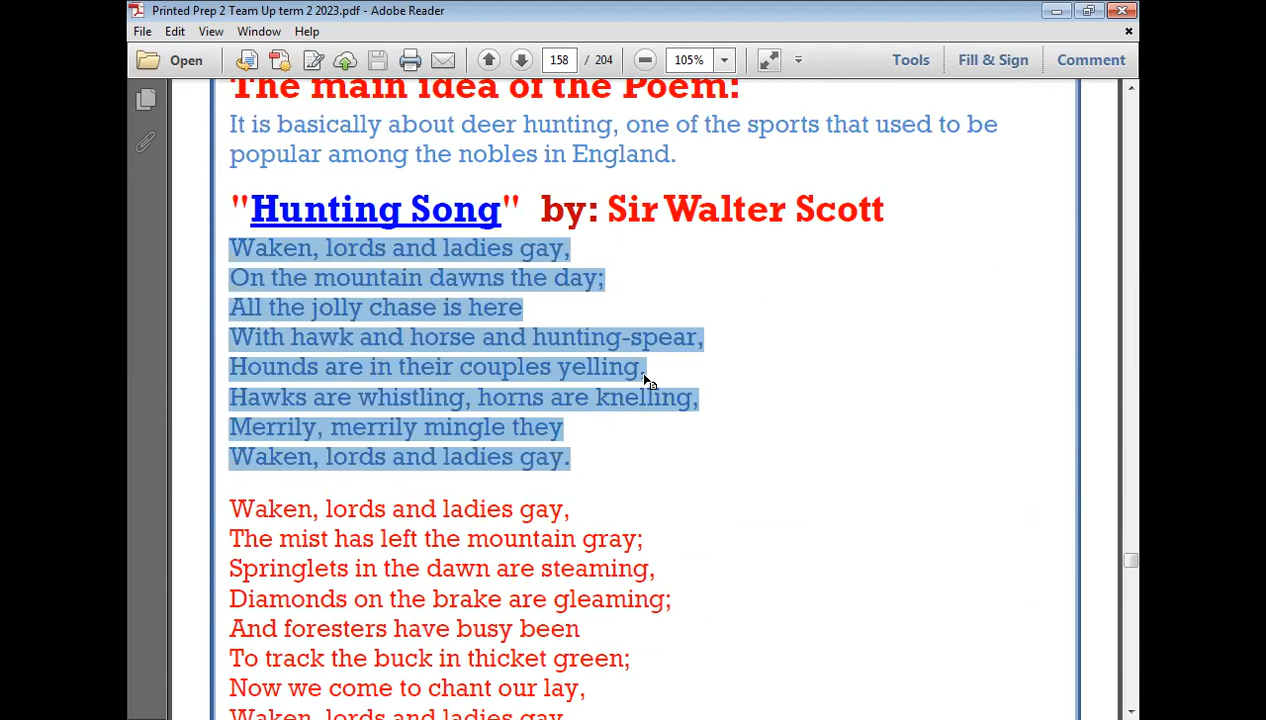 Printed Prep 2 Team Up term 2 2023.pdf - Adobe Reader
File Edit View Window Help
Open 158 / 204 105% Tools Fill & Sign Comment
The main idea of the Poem:
It is basically about deer hunting, one of the sports that used to be
popular among the nobles in England.
"Hunting Song" by: Sir Walter Scott
Waken, lords and ladies gay,
On the mountain dawns the day;
All the jolly chase is here
With hawk and horse and hunting-spear,
Hounds are in their couples yelling,
Hawks are whistling, horns are knelling,
Merrily, merrily mingle they
Waken, lords and ladies gay.
Waken, lords and ladies gay,
The mist has left the mountain gray;
Springlets in the dawn are steaming,
Diamonds on the brake are gleaming;
And foresters have busy been
To track the buck in thicket green;
Now we come to chant our lay,
Waken, lords and ladies gay